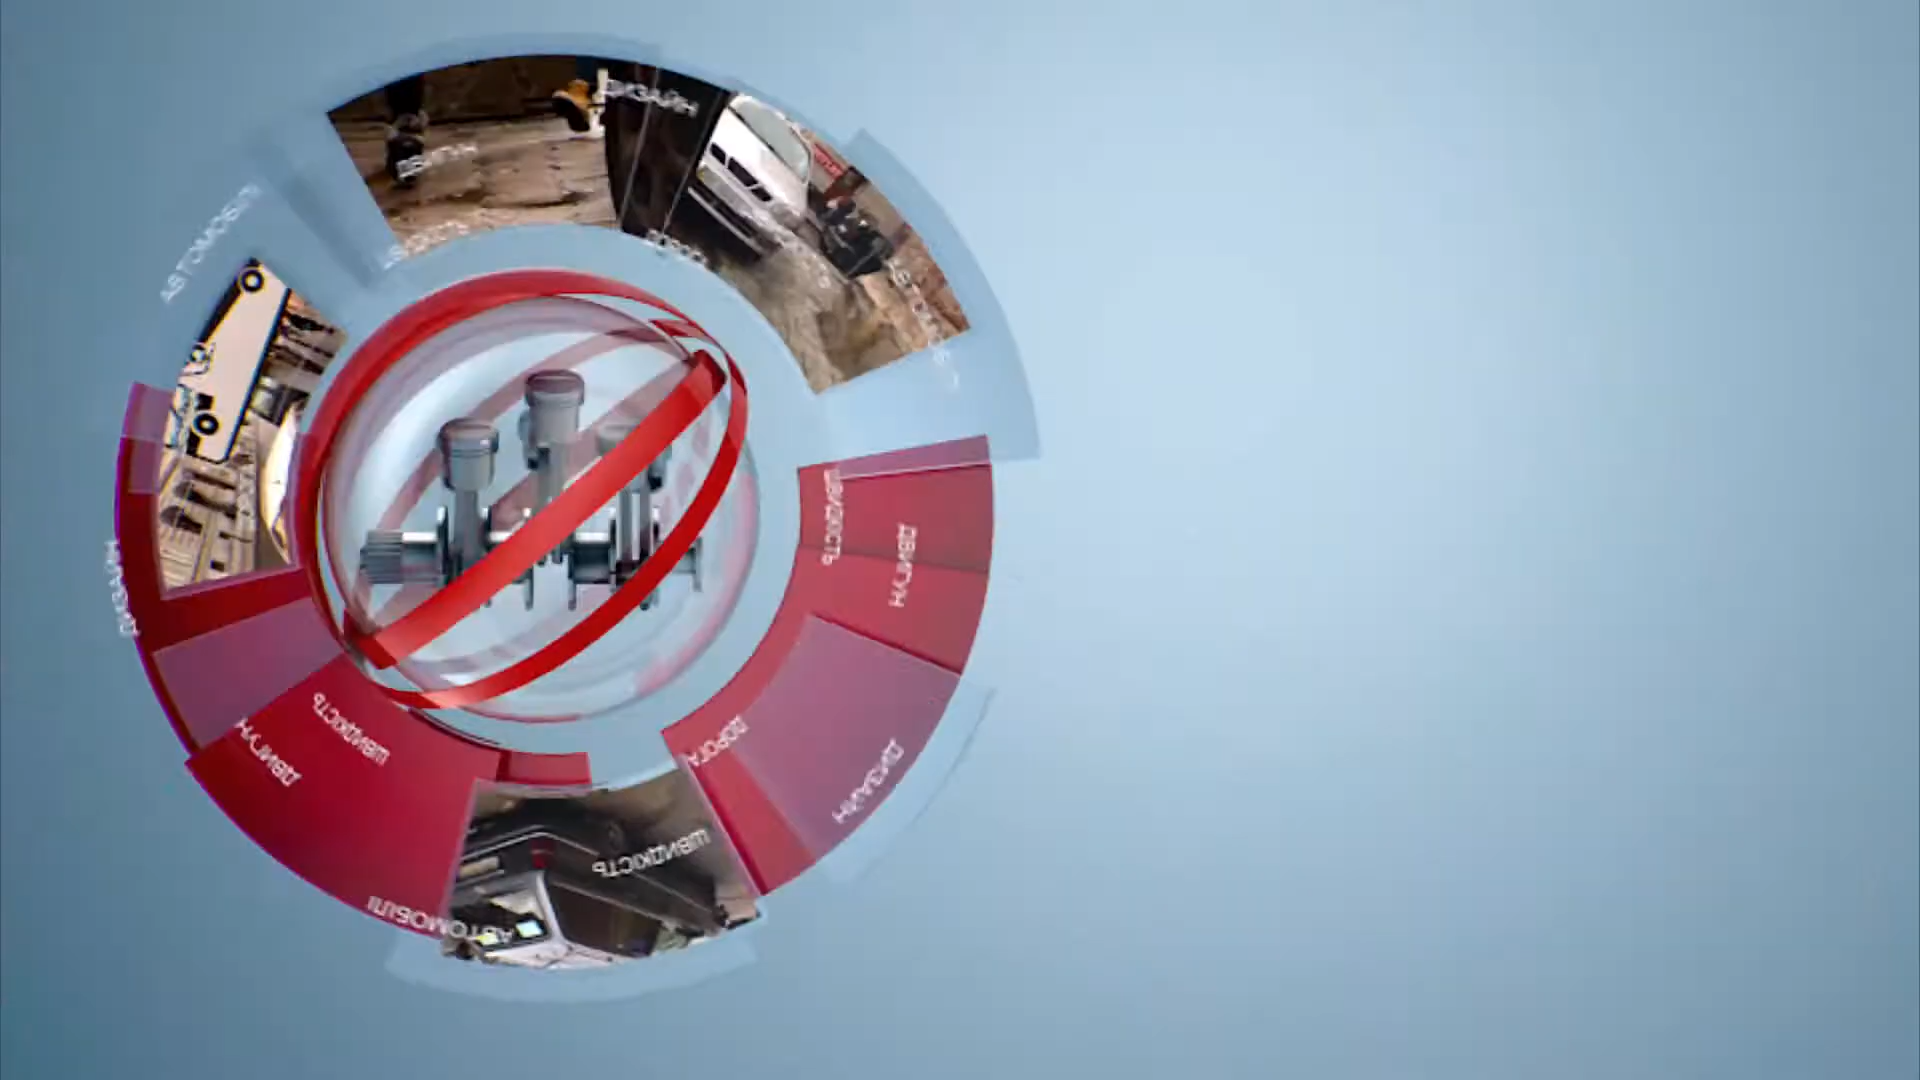 ДИЗАЙН
ДВИГУН
АВТОМОБІЛІ
ШВИДКІСТЬ
ДВИГУН
ДИЗАЙН
ШВИДКІСТЬ
ДОРОГА
ДВИГУН
ДИЗАЙН
ШВИДКІСТЬ
АВТОМОБІЛІ